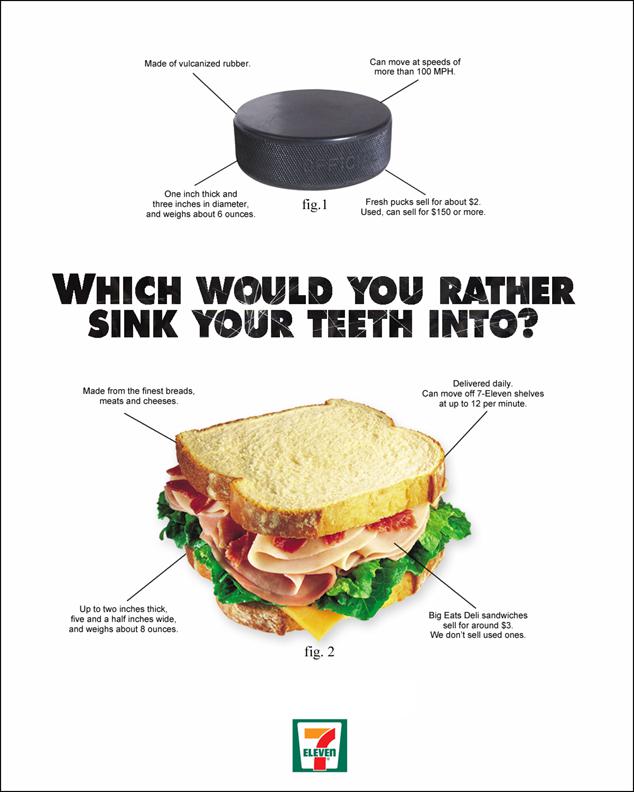 Made of vulcanized rubber.
Can move at speeds of
more than 100 MPH.
OFFIC
One inch thick and
three inches in diameter,
and weighs about 6 ounces.
fig.1
Fresh pucks sell for about $2.
Used, can sell for $150 or more.
WHICH WOULD YOU RATHER
SINK YOUR TEETH INTO?
Made from the finest breads,
meats and cheeses.
Delivered daily.
Can move off 7-Eleven shelves
at up to 12 per minute.
Up to two inches thick,
five and a half inches wide,
and weighs about 8 ounces.
Big Eats Deli sandwiches
sell for around $3.
We don't sell used ones.
fig. 2
7
ELEVEN